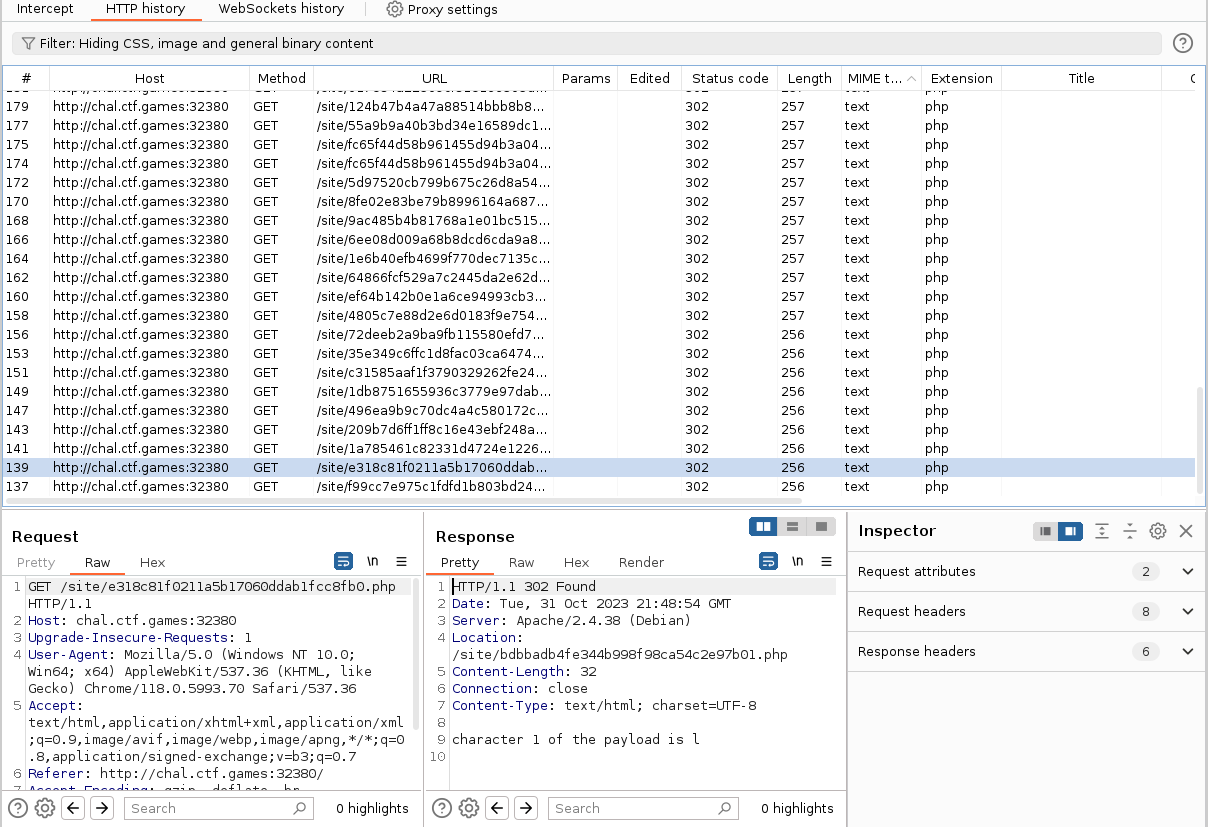 Intercept HTTP history WebSockets history Proxy settings
Filter: Hiding CSS, image and general binary content
# Host Method URL Params Edited Status code Length MIME t... Extension Title
179 http://chal.ctf.games:32380 GET /site/124b47b4a47a88514bbb8b8... 302 257 text php
177 http://chal.ctf.games:32380 GET /site/55a9b9a40b3bd34e16589dc1... 302 257 text php
175 http://chal.ctf.games:32380 GET /site/fc65f44d58b961455d94b3a04... 302 257 text php
174 http://chal.ctf.games:32380 GET /site/fc65f44d58b961455d94b3a04... 302 257 text php
172 http://chal.ctf.games:32380 GET /site/5d97520cb799b675c26d8a54... 302 257 text php
170 http://chal.ctf.games:32380 GET /site/8fe02e83be79b8996164a687... 302 257 text php
168 http://chal.ctf.games:32380 GET /site/9ac485b4b81768a1e01bc515... 302 257 text php
166 http://chal.ctf.games:32380 GET /site/6ee08d009a68b8dcd6cda9a8... 302 257 text php
164 http://chal.ctf.games:32380 GET /site/1e6b40efb4699f770dec7135c... 302 257 text php
162 http://chal.ctf.games:32380 GET /site/64866fcf529a7c2445da2e62d... 302 257 text php
160 http://chal.ctf.games:32380 GET /site/ef64b142b0e1a6ce94993cb3... 302 257 text php
158 http://chal.ctf.games:32380 GET /site/4805c7e88d2e6d0183f9e754... 302 257 text php
156 http://chal.ctf.games:32380 GET /site/72deeb2a9ba9fb115580efd7... 302 256 text php
153 http://chal.ctf.games:32380 GET /site/35e349c6ffc1d8fac03ca6474... 302 256 text php
151 http://chal.ctf.games:32380 GET /site/c31585aaf1f3790329262fe24... 302 256 text php
149 http://chal.ctf.games:32380 GET /site/1db8751655936c3779e97dab... 302 256 text php
147 http://chal.ctf.games:32380 GET /site/496ea9b9c70dc4a4c580172c... 302 256 text php
143 http://chal.ctf.games:32380 GET /site/209b7d6ff1ff8c16e43ebf248a... 302 256 text php
141 http://chal.ctf.games:32380 GET /site/1a785461c82331d4724e1226... 302 256 text php
139 http://chal.ctf.games:32380 GET /site/e318c81f0211a5b17060ddab... 302 256 text php
137 http://chal.ctf.games:32380 GET /site/f99cc7e975c1fdfd1b803bd24... 302 256 text php
Request
Pretty Raw Hex \n
1 GET /site/e318c81f0211a5b17060ddab1fcc8fb0.php
HTTP/1.1
2 Host: chal.ctf.games:32380
3 Upgrade-Insecure-Requests: 1
4 User-Agent: Mozilla/5.0 (Windows NT 10.0;
Win64; x64) AppleWebKit/537.36 (KHTML, like
Gecko) Chrome/118.0.5993.70 Safari/537.36
5 Accept:
text/html,application/xhtml+xml,application/xml
;q=0.9,image/avif,image/webp,image/apng,*/*;q=0
.8,application/signed-exchange;v=b3;q=0.7
6 Referer: http://chal.ctf.games:32380/
7 Accept-Encoding: gzip, deflate, br
Search 0 highlights
Response
Pretty Raw Hex Render \n
1 HTTP/1.1 302 Found
2 Date: Tue, 31 Oct 2023 21:48:54 GMT
3 Server: Apache/2.4.38 (Debian)
4 Location:
/site/bdbbadb4fe344b998f98ca54c2e97b01.php
5 Content-Length: 32
6 Connection: close
7 Content-Type: text/html; charset=UTF-8
8
9 character 1 of the payload is l
10
Search 0 highlights
Inspector
Request attributes 2
Request headers 8
Response headers 6